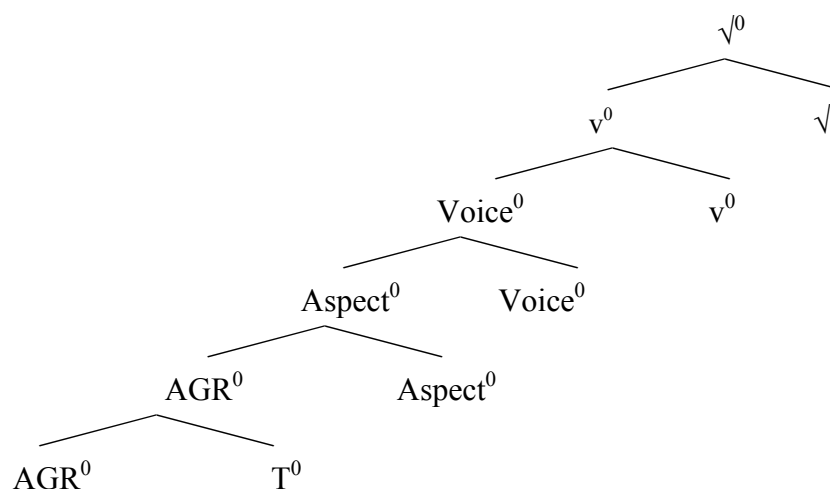 √⁰
v⁰ √
Voice⁰ v⁰
Aspect⁰ Voice⁰
AGR⁰ Aspect⁰
AGR⁰ T⁰